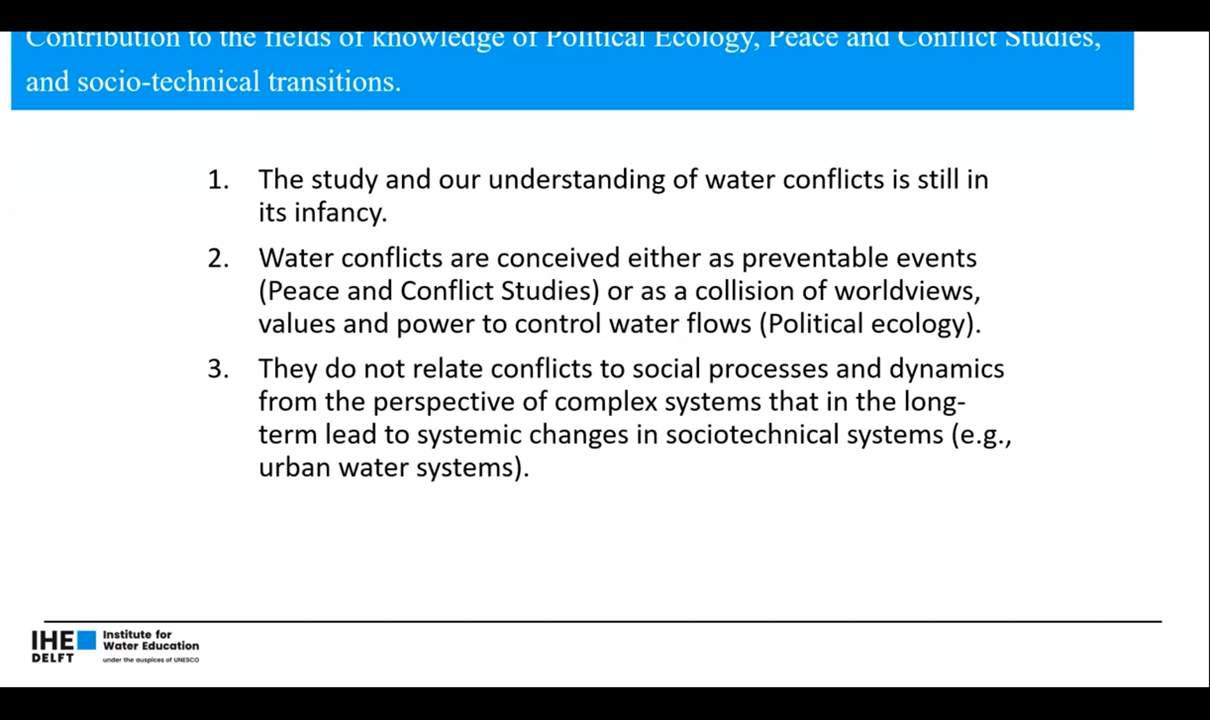 Contribution to the fields of knowledge of Political Ecology, Peace and Conflict Studies,
and socio-technical transitions.
1. The study and our understanding of water conflicts is still in
its infancy.
2. Water conflicts are conceived either as preventable events
(Peace and Conflict Studies) or as a collision of worldviews,
values and power to control water flows (Political ecology).
3. They do not relate conflicts to social processes and dynamics
from the perspective of complex systems that in the long-
term lead to systemic changes in sociotechnical systems (e.g.,
urban water systems).
IHE
DELFT
Institute for
Water Education
under the auspices of UNESCO